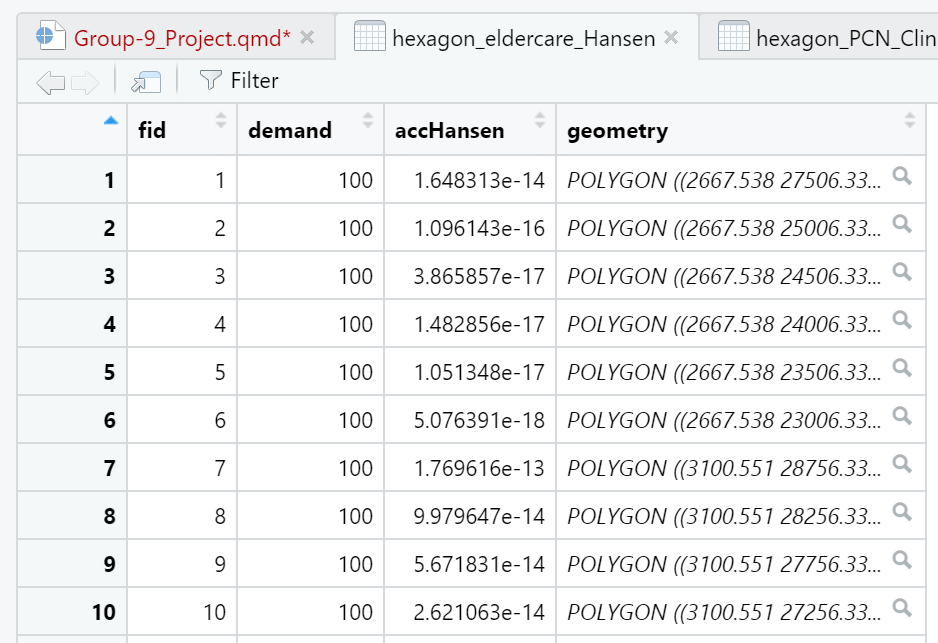 Group-9_Project.qmd* hexagon_eldercare_Hansen hexagon_PCN_Clin
Filter
fid demand accHansen geometry
1 1 100 1.648313e-14 POLYGON ((2667.538 27506.33...
2 2 100 1.096143e-16 POLYGON ((2667.538 25006.33...
3 3 100 3.865857e-17 POLYGON ((2667.538 24506.33...
4 4 100 1.482856e-17 POLYGON ((2667.538 24006.33...
5 5 100 1.051348e-17 POLYGON ((2667.538 23506.33...
6 6 100 5.076391e-18 POLYGON ((2667.538 23006.33...
7 7 100 1.769616e-13 POLYGON ((3100.551 28756.33...
8 8 100 9.979647e-14 POLYGON ((3100.551 28256.33...
9 9 100 5.671831e-14 POLYGON ((3100.551 27756.33...
10 10 100 2.621063e-14 POLYGON ((3100.551 27256.33...